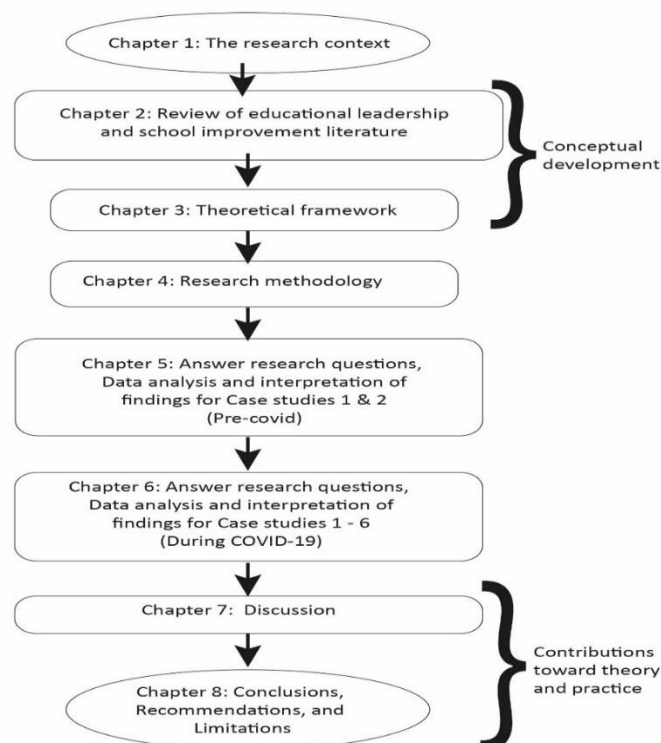 Chapter 1: The research context
Chapter 2: Review of educational leadership
and school improvement literature
Conceptual
development
Chapter 3: Theoretical framework
Chapter 4: Research methodology
Chapter 5: Answer research questions,
Data analysis and interpretation of
findings for Case studies 1 & 2
(Pre-covid)
Chapter 6: Answer research questions,
Data analysis and interpretation of
findings for Case studies 1 - 6
(During COVID-19)
Chapter 7: Discussion
Contributions
toward theory
and practice
Chapter 8: Conclusions,
Recommendations, and
Limitations